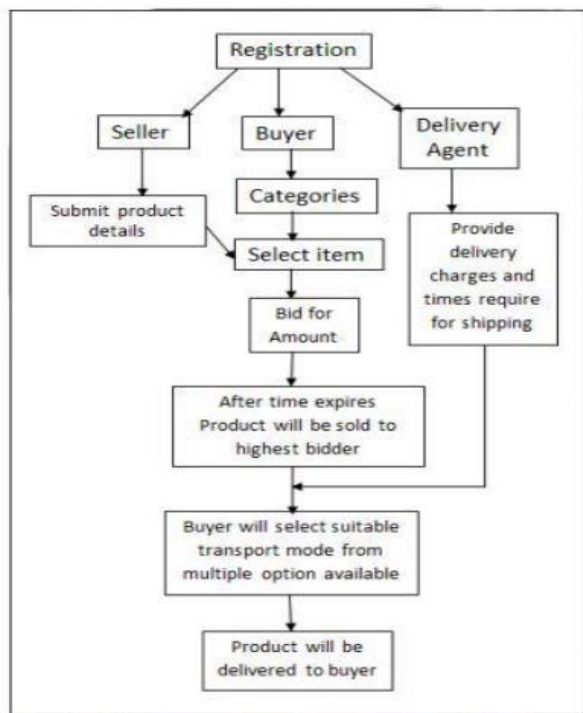 Registration
Seller
Buyer
Delivery
Agent
Submit product
details
Categories
Select item
Provide
delivery
charges and
times require
for shipping
Bid for
Amount
After time expires
Product will be sold to
highest bidder
Buyer will select suitable
transport mode from
multiple option available
Product will be
delivered to buyer